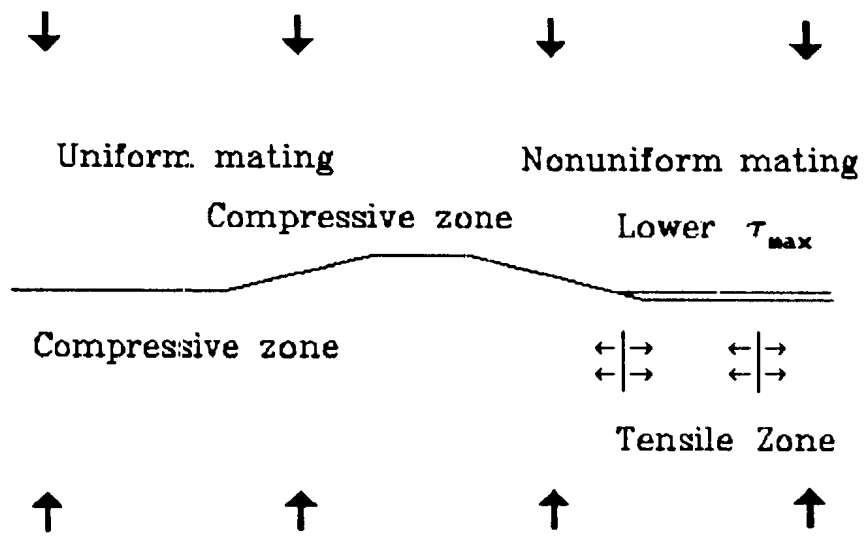 Uniform mating
Nonuniform mating
Compressive zone
Lower τmax
Compressive zone
Tensile Zone